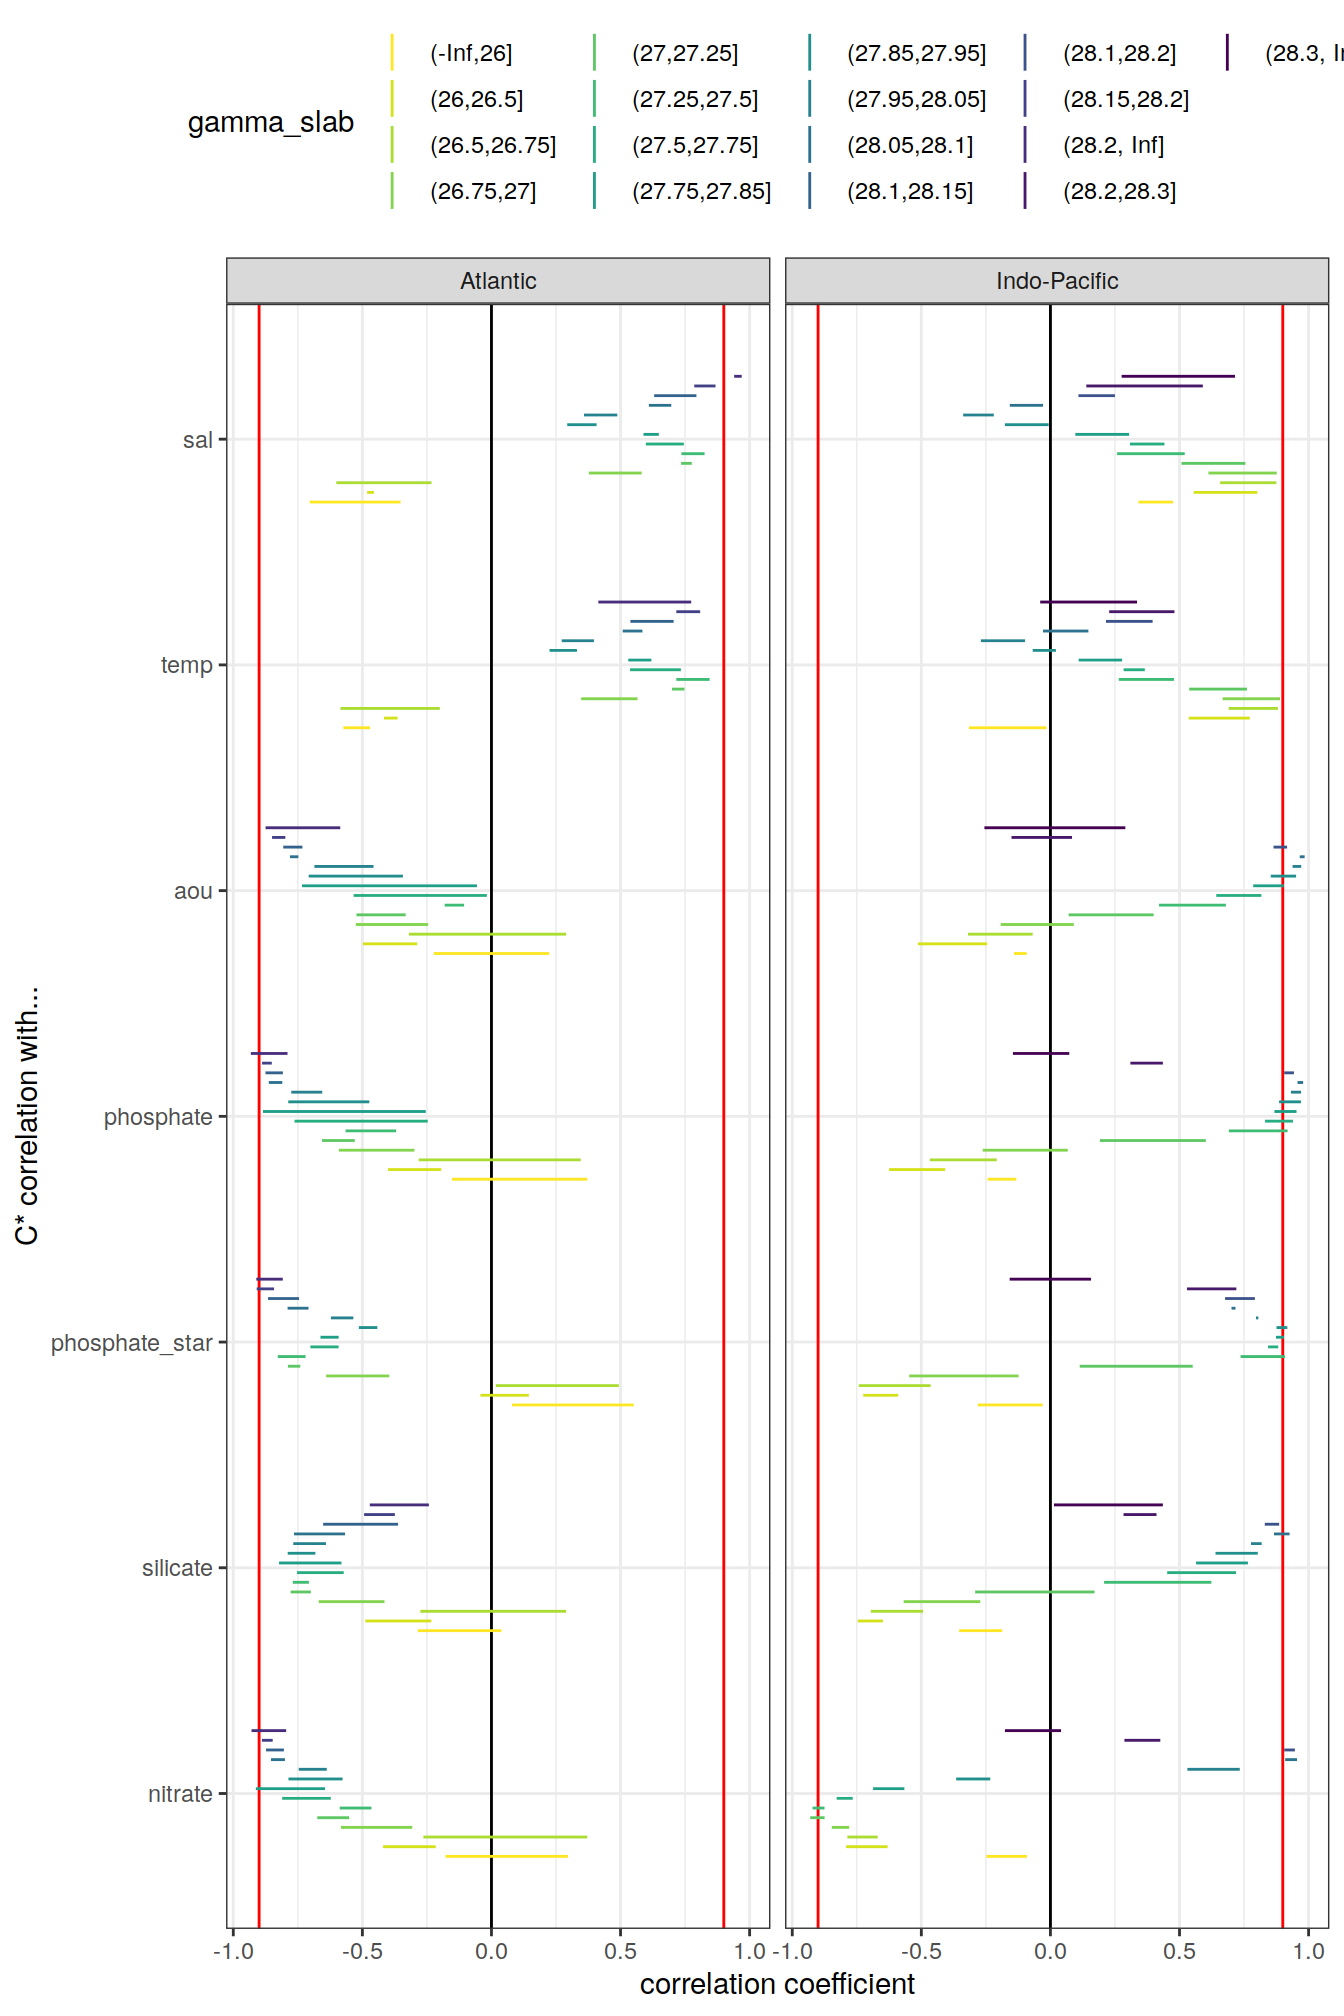 (-Inf,26] (27,27.25] (27.85,27.95] (28.1,28.2] (28.3, I
(26,26.5] (27.25,27.5] (27.95,28.05] (28.15,28.2]
gamma_slab
(26.5,26.75] (27.5,27.75] (28.05,28.1] (28.2, Inf]
(26.75,27] (27.75,27.85] (28.1,28.15] (28.2,28.3]
Atlantic Indo-Pacific
sal
temp
aou
phosphate
phosphate_star
silicate
nitrate
C* correlation with...
-1.0 -0.5 0.0 0.5 1.0 -1.0 -0.5 0.0 0.5 1.0
correlation coefficient